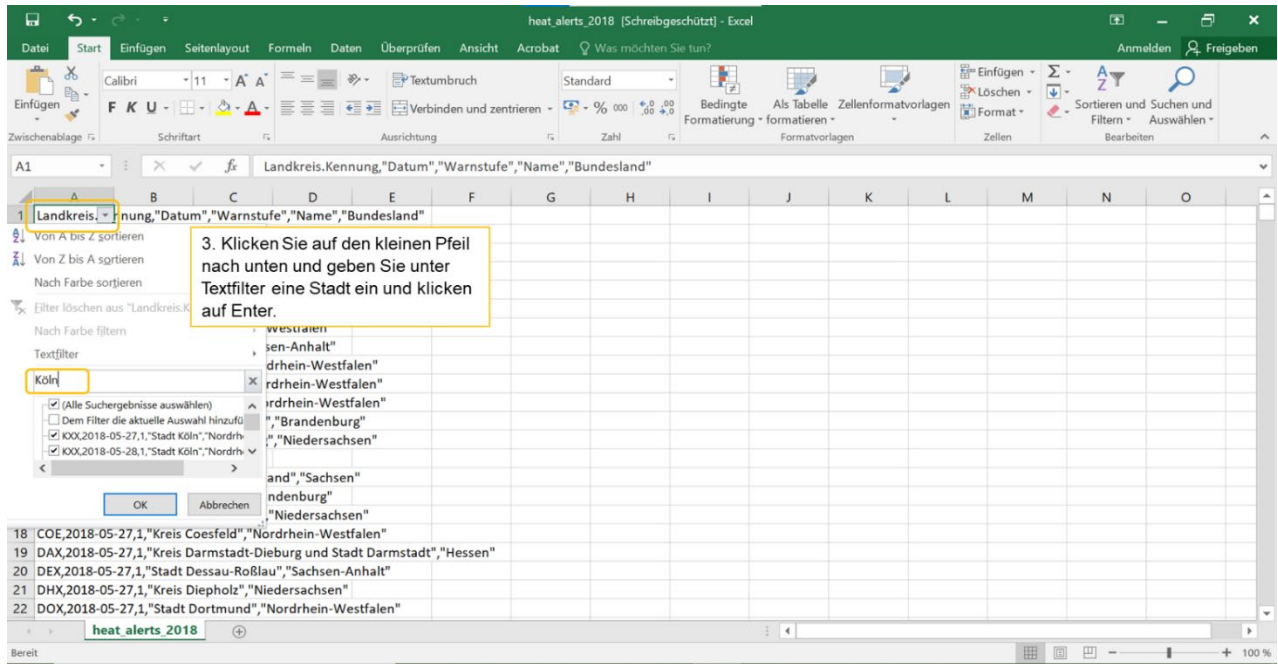 heat_alerts_2018 [Schreibgeschützt] - Excel
Datei Start Einfügen Seitenlayout Formeln Daten Überprüfen Ansicht Acrobat Was möchten Sie tun? Anmelden Freigeben
Einfügen
Calibri 11
F K U
Textumbruch
Verbinden und zentrieren
Standard
% 000
Bedingte Formatierung
Als Tabelle formatieren
Zellenformatvorlagen
Einfügen
Löschen
Format
Sortieren und Filtern
Suchen und Auswählen
Zwischenablage Schriftart Ausrichtung Zahl Formatvorlagen Zellen Bearbeiten
A1 fx Landkreis.Kennung,"Datum","Warnstufe","Name","Bundesland"
A B C D E F G H I J K L M N O
1 Landkreis. nnung,"Datum","Warnstufe","Name","Bundesland"
Von A bis Z sortieren
Von Z bis A sortieren
Nach Farbe sortieren
Filter löschen aus "Landkreis.K
Nach Farbe filtern
Textfilter
Köln
(Alle Suchergebnisse auswählen)
Dem Filter die aktuelle Auswahl hinzufü
KXX,2018-05-27,1,"Stadt Köln","Nordrh
KXX,2018-05-28,1,"Stadt Köln","Nordrh
OK Abbrechen
3. Klicken Sie auf den kleinen Pfeil
nach unten und geben Sie unter
Textfilter eine Stadt ein und klicken
auf Enter.
Westfalen"
sen-Anhalt"
drhein-Westfalen"
rdrhein-Westfalen"
ordrhein-Westfalen"
","Brandenburg"
","Niedersachsen"
and","Sachsen"
ndenburg"
"Niedersachsen"
18 COE,2018-05-27,1,"Kreis Coesfeld","Nordrhein-Westfalen"
19 DAX,2018-05-27,1,"Kreis Darmstadt-Dieburg und Stadt Darmstadt","Hessen"
20 DEX,2018-05-27,1,"Stadt Dessau-Roßlau","Sachsen-Anhalt"
21 DHX,2018-05-27,1,"Kreis Diepholz","Niedersachsen"
22 DOX,2018-05-27,1,"Stadt Dortmund","Nordrhein-Westfalen"
heat_alerts_2018
Bereit 100 %